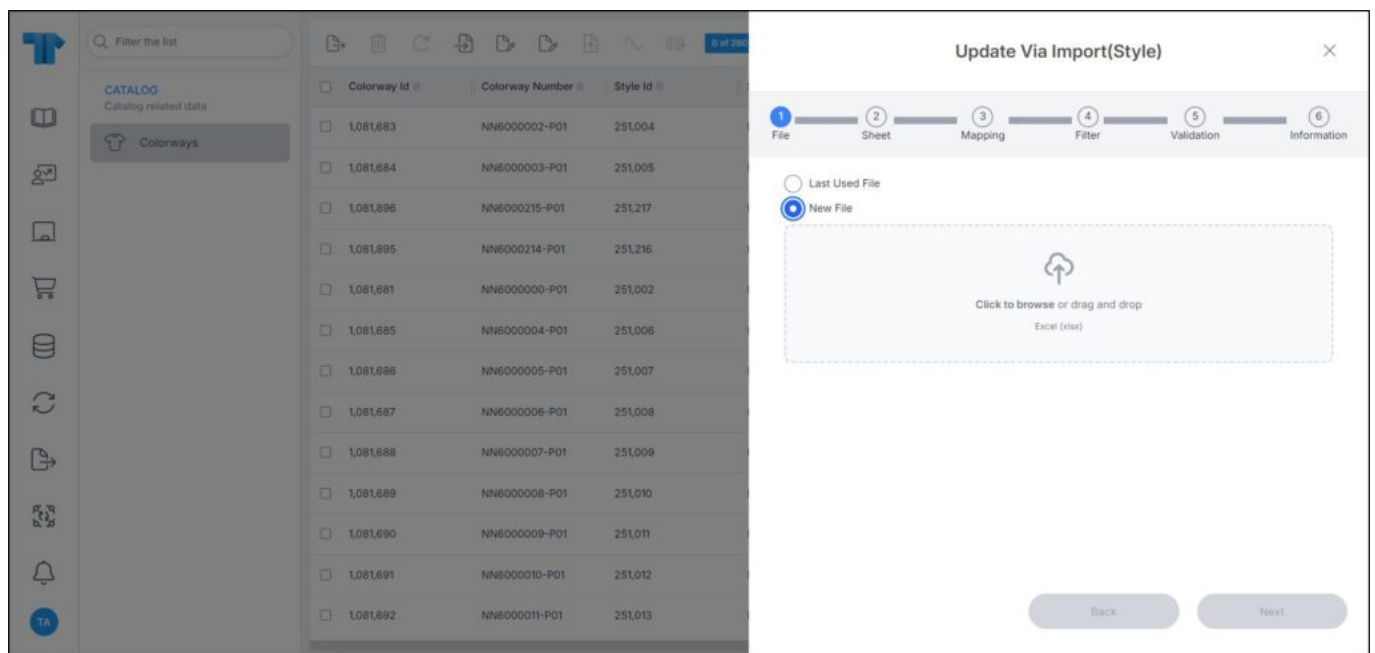 Filter the list
CATALOG
Catalog related data
Colorways
0 of 260
Colorway Id Colorway Number Style Id
1,081,683 NN6000002-P01 251,004
1,081,684 NN6000003-P01 251,005
1,081,896 NN6000215-P01 251,217
1,081,895 NN6000214-P01 251,216
1,081,681 NN6000000-P01 251,002
1,081,685 NN6000004-P01 251,006
1,081,686 NN6000005-P01 251,007
1,081,687 NN6000006-P01 251,008
1,081,688 NN6000007-P01 251,009
1,081,689 NN6000008-P01 251,010
1,081,690 NN6000009-P01 251,011
1,081,691 NN6000010-P01 251,012
1,081,692 NN6000011-P01 251,013
TA
Update Via Import(Style)
1 2 3 4 5 6
File Sheet Mapping Filter Validation Information
Last Used File
New File
Click to browse or drag and drop
Excel (xlsx)
Back Next